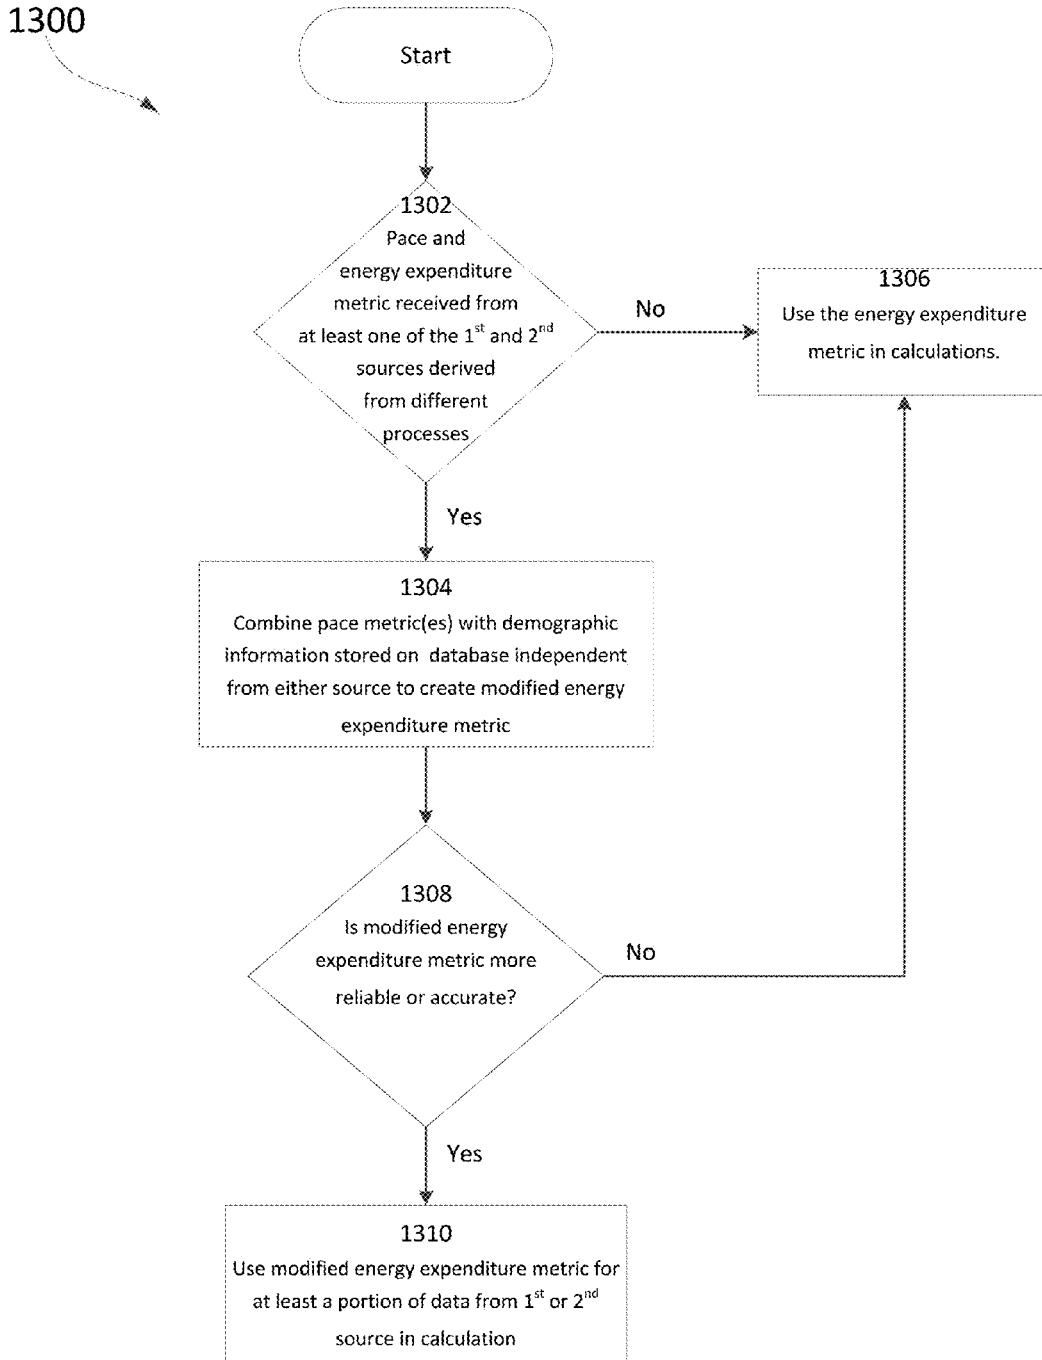 1300
Start
1302
Pace and
energy expenditure
metric received from
at least one of the 1st and 2nd
sources derived
from different
processes
No
1306
Use the energy expenditure
metric in calculations.
Yes
1304
Combine pace metric(es) with demographic
information stored on database independent
from either source to create modified energy
expenditure metric
1308
Is modified energy
expenditure metric more
reliable or accurate?
No
Yes
1310
Use modified energy expenditure metric for
at least a portion of data from 1st or 2nd
source in calculation